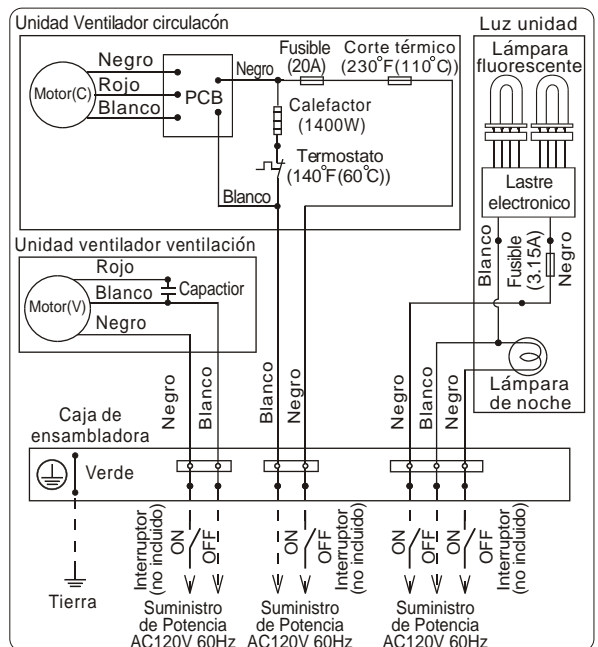 Unidad Ventilador circulacón
Negro
Rojo
Blanco
Motor(C)
PCB
Negro
Fusible
(20A)
Corte térmico
(230°F(110°C))
Calefactor
(1400W)
Termostato
(140°F(60°C))
Blanco
Luz unidad
Lámpara
fluorescente
Lastre
electronico
Blanco
Fusible
(3.15A)
Negro
Lámpara
de noche
Unidad ventilador ventilación
Rojo
Blanco
Negro
Motor(V)
Capactior
Negro
Blanco
Blanco
Negro
Negro
Blanco
Negro
Caja de
ensambladora
Verde
Tierra
Interruptor
(no incluido)
ON
OFF
ON
OFF
Interruptor
(no incluido)
ON
OFF
ON
OFF
Interruptor
(no incluido)
Suministro
de Potencia
AC120V 60Hz
Suministro
de Potencia
AC120V 60Hz
Suministro
de Potencia
AC120V 60Hz